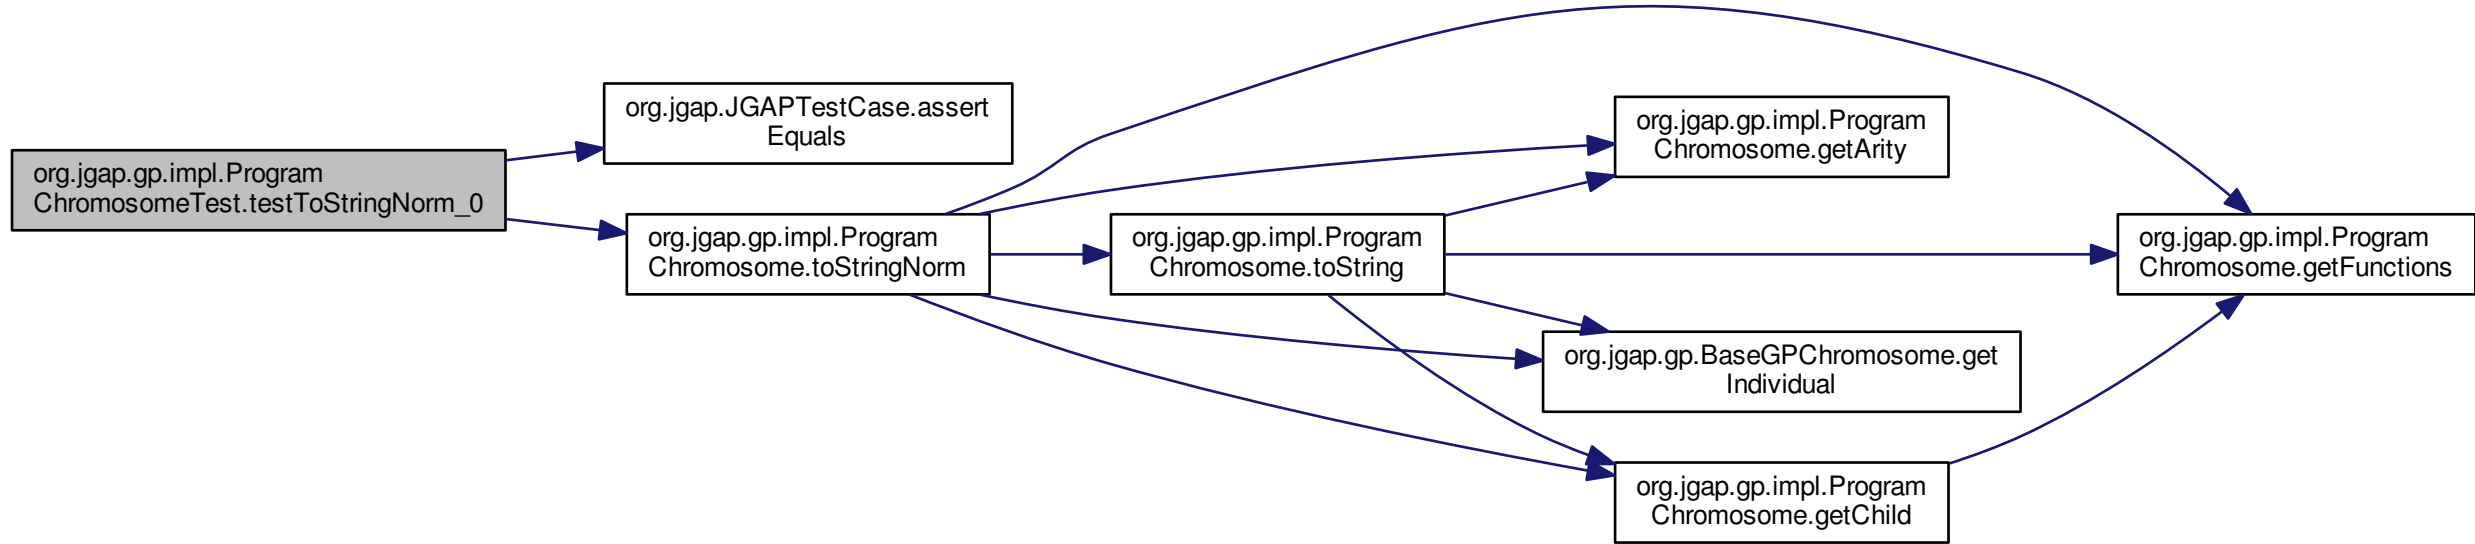 org.jgap.gp.impl.Program
ChromosomeTest.testToStringNorm_0
org.jgap.JGAPTestCase.assert
Equals
org.jgap.gp.impl.Program
Chromosome.toStringNorm
org.jgap.gp.impl.Program
Chromosome.toString
org.jgap.gp.impl.Program
Chromosome.getArity
org.jgap.gp.BaseGPChromosome.get
Individual
org.jgap.gp.impl.Program
Chromosome.getChild
org.jgap.gp.impl.Program
Chromosome.getFunctions